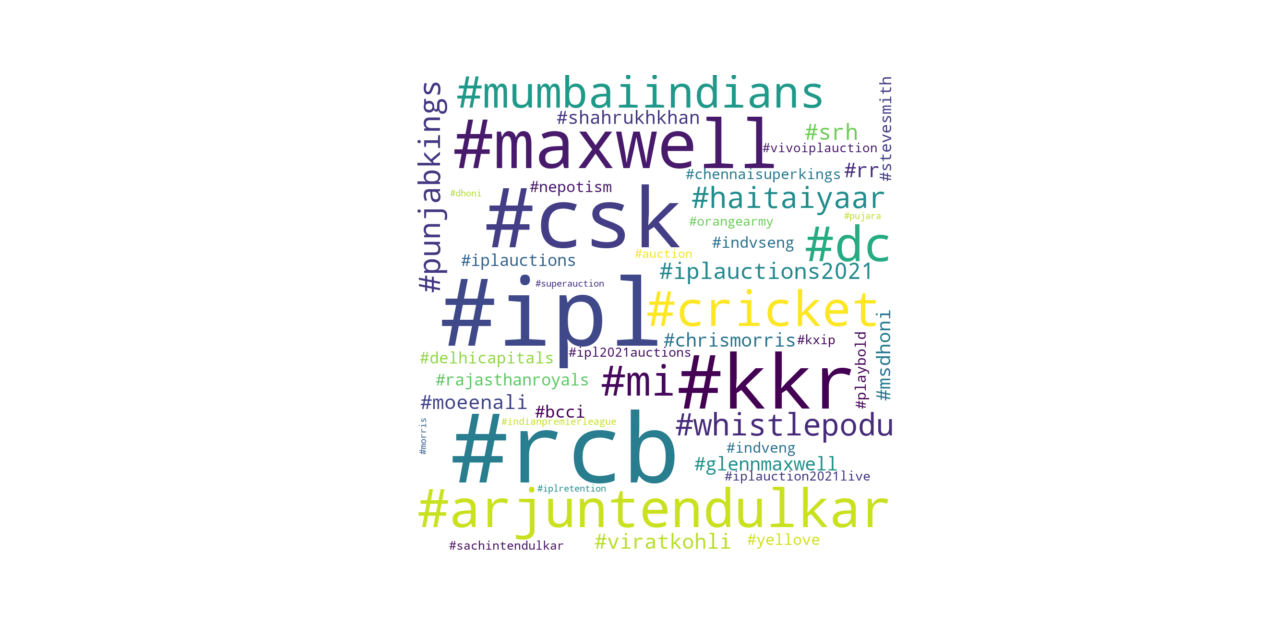 #mumbaiindians
#punjabkings
#stevesmith
#shahrukhkhan
#maxwell
#srh
#vivoiplauction
#chennaisuperkings
#rr
#nepotism
#dhoni
#haitaiyaar
#csk
#orangearmy
#pujara
#indvseng
#dc
#auction
#iplauctions
#iplauctions2021
#superauction
#ipl
#cricket
#chrismorris
#kxip
#msdhoni
#playbold
#delhicapitals
#ipl2021auctions
#rajasthanroyals
#mi
#kkr
#moeenali
#bcci
#indianpremierleague
#whistlepodu
#morris
#rcb
#indveng
#glennmaxwell
#iplauction2021live
#iplretention
#arjuntendulkar
#sachintendulkar
#viratkohli
#yellove